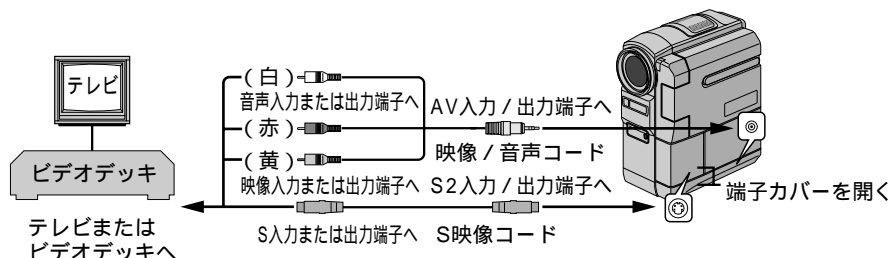 テレビ
ビデオデッキ
テレビまたは
ビデオデッキへ
(白)
音声入力または出力端子へ
(赤)
(黄)
映像入力または出力端子へ
S入力または出力端子へ
AV入力/出力端子へ
映像/音声コード
S2入力/出力端子へ
S映像コード
端子カバーを開く